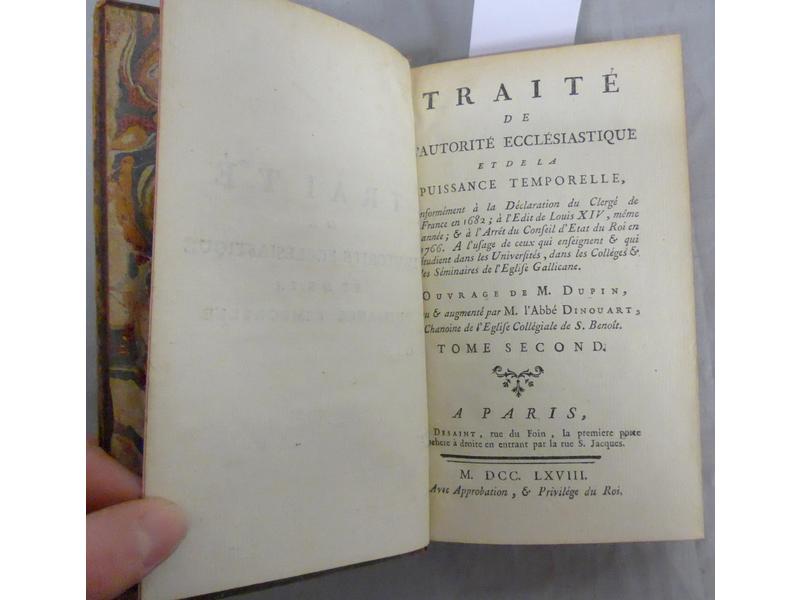 TRAITÉ
DE
'AUTORITÉ ECCLÉSIASTIQUE
ET DE LA
PUISSANCE TEMPORELLE,
nformément à la Déclaration du Clergé de
France en 1682; à l'Edit de Louis XIV, même
année; & à l'Arrêt du Conseil d'Etat du Roi en
1766. A l'usage de ceux qui enseignent & qui
étudient dans les Universités, dans les Colléges &
les Séminaires de l'Eglise Gallicane.
OUVRAGE DE M. DUPIN,
u & augmenté par M. l'Abbé DINOUART,
Chanoine de l'Eglise Collégiale de S. Benoît.
TOME SECOND.
A PARIS,
DESAINT, rue du Foin, la premiere porte
chere à droite en entrant par la rue S. Jacques.
M. DCC. LXVIII.
Avec Approbation, & Privilége du Roi.